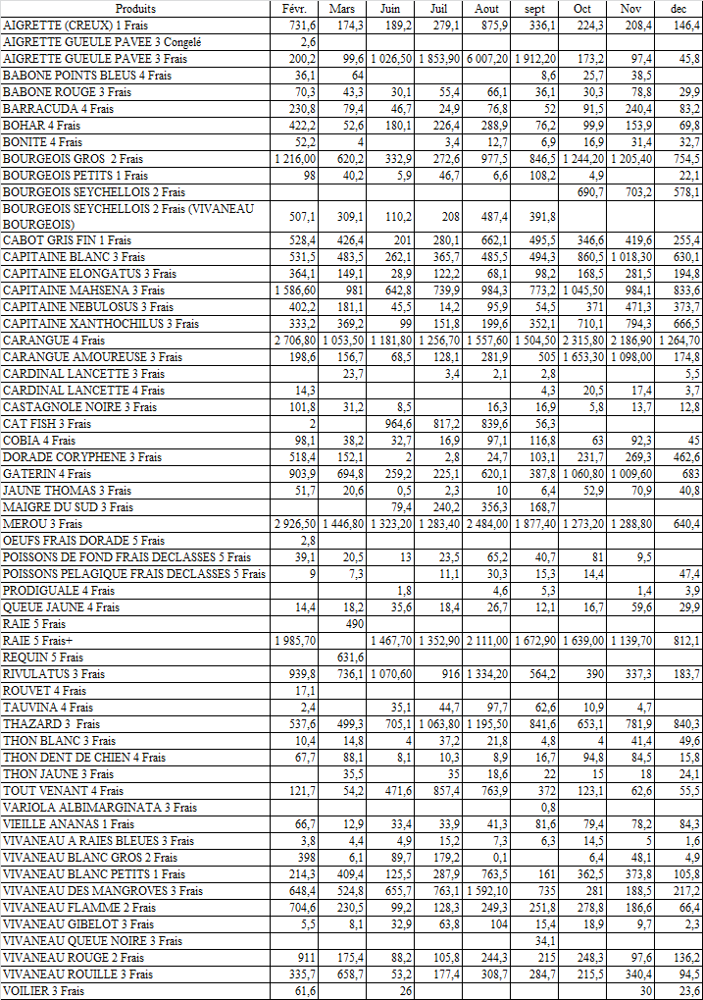 Produits Févr. Mars Juin Juil Aout sept Oct Nov dec
AIGRETTE (CREUX) 1 Frais 731,6 174,3 189,2 279,1 875,9 336,1 224,3 208,4 146,4
AIGRETTE GUEULE PAVEE 3 Congelé 2,6
AIGRETTE GUEULE PAVEE 3 Frais 200,2 99,6 1 026,50 1 853,90 6 007,20 1 912,20 173,2 97,4 45,8
BABONE POINTS BLEUS 4 Frais 36,1 64 8,6 25,7 38,5
BABONE ROUGE 3 Frais 70,3 43,3 30,1 55,4 66,1 36,1 30,3 78,8 29,9
BARRACUDA 4 Frais 230,8 79,4 46,7 24,9 76,8 52 91,5 240,4 83,2
BOHAR 4 Frais 422,2 52,6 180,1 226,4 288,9 76,2 99,9 153,9 69,8
BONITE 4 Frais 52,2 4 3,4 12,7 6,9 16,9 31,4 32,7
BOURGEOIS GROS 2 Frais 1 216,00 620,2 332,9 272,6 977,5 846,5 1 244,20 1 205,40 754,5
BOURGEOIS PETITS 1 Frais 98 40,2 5,9 46,7 6,6 108,2 4,9 22,1
BOURGEOIS SEYCHELLOIS 2 Frais 690,7 703,2 578,1
BOURGEOIS SEYCHELLOIS 2 Frais (VIVANEAU
BOURGEOIS) 507,1 309,1 110,2 208 487,4 391,8
CABOT GRIS FIN 1 Frais 528,4 426,4 201 280,1 662,1 495,5 346,6 419,6 255,4
CAPITAINE BLANC 3 Frais 531,5 483,5 262,1 365,7 485,5 494,3 860,5 1 018,30 630,1
CAPITAINE ELONGATUS 3 Frais 364,1 149,1 28,9 122,2 68,1 98,2 168,5 281,5 194,8
CAPITAINE MAHSENA 3 Frais 1 586,60 981 642,8 739,9 984,3 773,2 1 045,50 984,1 833,6
CAPITAINE NEBULOSUS 3 Frais 402,2 181,1 45,5 14,2 95,9 54,5 371 471,3 373,7
CAPITAINE XANTHOCHILUS 3 Frais 333,2 369,2 99 151,8 199,6 352,1 710,1 794,3 666,5
CARANGUE 4 Frais 2 706,80 1 053,50 1 181,80 1 256,70 1 557,60 1 504,50 2 315,80 2 186,90 1 264,70
CARANGUE AMOUREUSE 3 Frais 198,6 156,7 68,5 128,1 281,9 505 1 653,30 1 098,00 174,8
CARDINAL LANCETTE 3 Frais 23,7 3,4 2,1 2,8 5,5
CARDINAL LANCETTE 4 Frais 14,3 4,3 20,5 17,4 3,7
CASTAGNOLE NOIRE 3 Frais 101,8 31,2 8,5 16,3 16,9 5,8 13,7 12,8
CAT FISH 3 Frais 2 964,6 817,2 839,6 56,3
COBIA 4 Frais 98,1 38,2 32,7 16,9 97,1 116,8 63 92,3 45
DORADE CORYPHENE 3 Frais 518,4 152,1 2 2,8 24,7 103,1 231,7 269,3 462,6
GATERIN 4 Frais 903,9 694,8 259,2 225,1 620,1 387,8 1 060,80 1 009,60 683
JAUNE THOMAS 3 Frais 51,7 20,6 0,5 2,3 10 6,4 52,9 70,9 40,8
MAIGRE DU SUD 3 Frais 79,4 240,2 356,3 168,7
MEROU 3 Frais 2 926,50 1 446,80 1 323,20 1 283,40 2 484,00 1 877,40 1 273,20 1 288,80 640,4
OEUFS FRAIS DORADE 5 Frais 2,8
POISSONS DE FOND FRAIS DECLASSES 5 Frais 39,1 20,5 13 23,5 65,2 40,7 81 9,5
POISSONS PELAGIQUE FRAIS DECLASSES 5 Frais 9 7,3 11,1 30,3 15,3 14,4 47,4
PRODIGUALE 4 Frais 1,8 4,6 5,3 1,4 3,9
QUEUE JAUNE 4 Frais 14,4 18,2 35,6 18,4 26,7 12,1 16,7 59,6 29,9
RAIE 5 Frais 490
RAIE 5 Frais+ 1 985,70 1 467,70 1 352,90 2 111,00 1 672,90 1 639,00 1 139,70 812,1
REQUIN 5 Frais 631,6
RIVULATUS 3 Frais 939,8 736,1 1 070,60 916 1 334,20 564,2 390 337,3 183,7
ROUVET 4 Frais 17,1
TAUVINA 4 Frais 2,4 35,1 44,7 97,7 62,6 10,9 4,7
THAZARD 3 Frais 537,6 499,3 705,1 1 063,80 1 195,50 841,6 653,1 781,9 840,3
THON BLANC 3 Frais 10,4 14,8 4 37,2 21,8 4,8 4 41,4 49,6
THON DENT DE CHIEN 4 Frais 67,7 88,1 8,1 10,3 8,9 16,7 94,8 84,5 15,8
THON JAUNE 3 Frais 35,5 35 18,6 22 15 18 24,1
TOUT VENANT 4 Frais 121,7 54,2 471,6 857,4 763,9 372 123,1 62,6 55,5
VARIOLA ALBIMARGINATA 3 Frais 0,8
VIEILLE ANANAS 1 Frais 66,7 12,9 33,4 33,9 41,3 81,6 79,4 78,2 84,3
VIVANEAU A RAIES BLEUES 3 Frais 3,8 4,4 4,9 15,2 7,3 6,3 14,5 5 1,6
VIVANEAU BLANC GROS 2 Frais 398 6,1 89,7 179,2 0,1 6,4 48,1 4,9
VIVANEAU BLANC PETITS 1 Frais 214,3 409,4 125,5 287,9 763,5 161 362,5 373,8 105,8
VIVANEAU DES MANGROVES 3 Frais 648,4 524,8 655,7 763,1 1 592,10 735 281 188,5 217,2
VIVANEAU FLAMME 2 Frais 704,6 230,5 99,2 128,3 249,3 251,8 278,8 186,6 66,4
VIVANEAU GIBELOT 3 Frais 5,5 8,1 32,9 63,8 104 15,4 18,9 9,7 2,3
VIVANEAU QUEUE NOIRE 3 Frais 34,1
VIVANEAU ROUGE 2 Frais 911 175,4 88,2 105,8 244,3 215 248,3 97,6 136,2
VIVANEAU ROUILLE 3 Frais 335,7 658,7 53,2 177,4 308,7 284,7 215,5 340,4 94,5
VOILIER 3 Frais 61,6 26 30 23,6